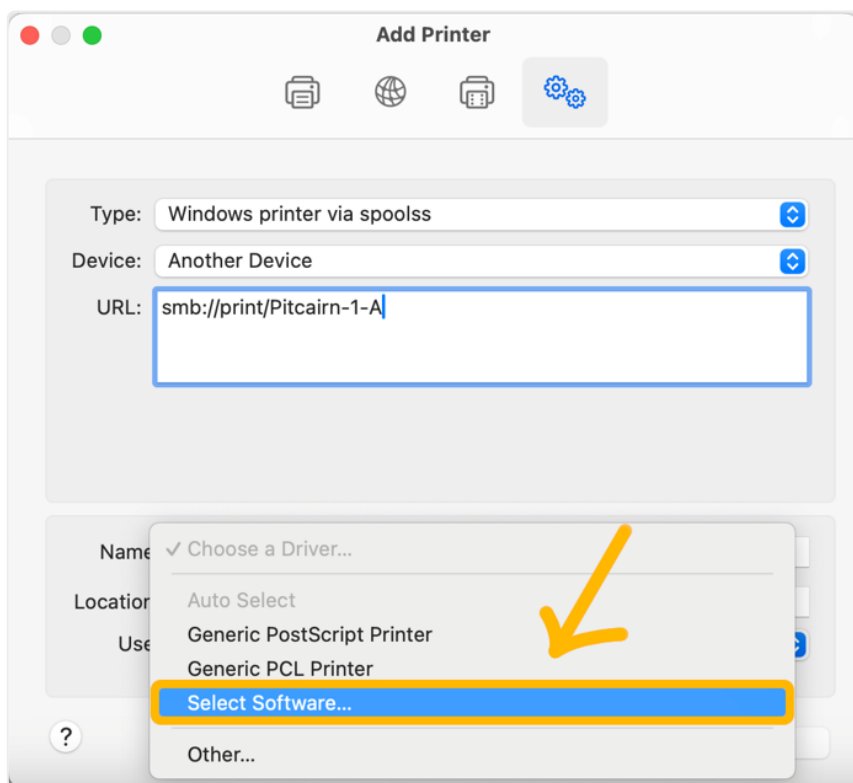 Add Printer
Type: Windows printer via spoolss
Device: Another Device
URL: smb://print/Pitcairn-1-A
Name
✓ Choose a Driver...
Location
Auto Select
Use
Generic PostScript Printer
Generic PCL Printer
Select Software...
?
Other...